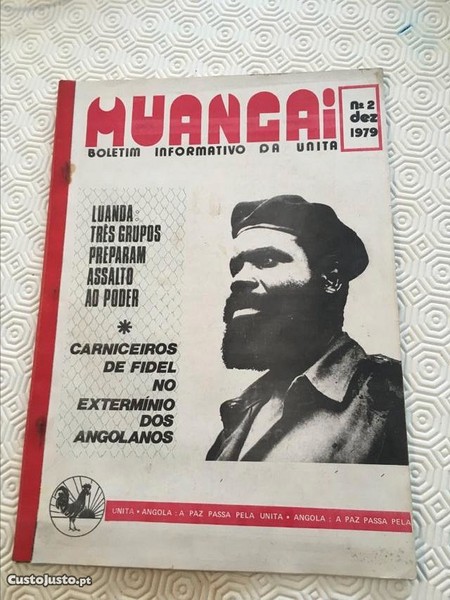 MUANGAi
Nº 2
dez
1979
BOLETIM INFORMATIVO DA UNITA
LUANDA:
TRÊS GRUPOS
PREPARAM
ASSALTO
AO PODER
*
CARNICEIROS
DE FIDEL
NO
EXTERMÍNIO
DOS
ANGOLANOS
UNITA • ANGOLA : A PAZ PASSA PELA UNITA • ANGOLA : A PAZ PASSA PELA
CustoJusto.pt